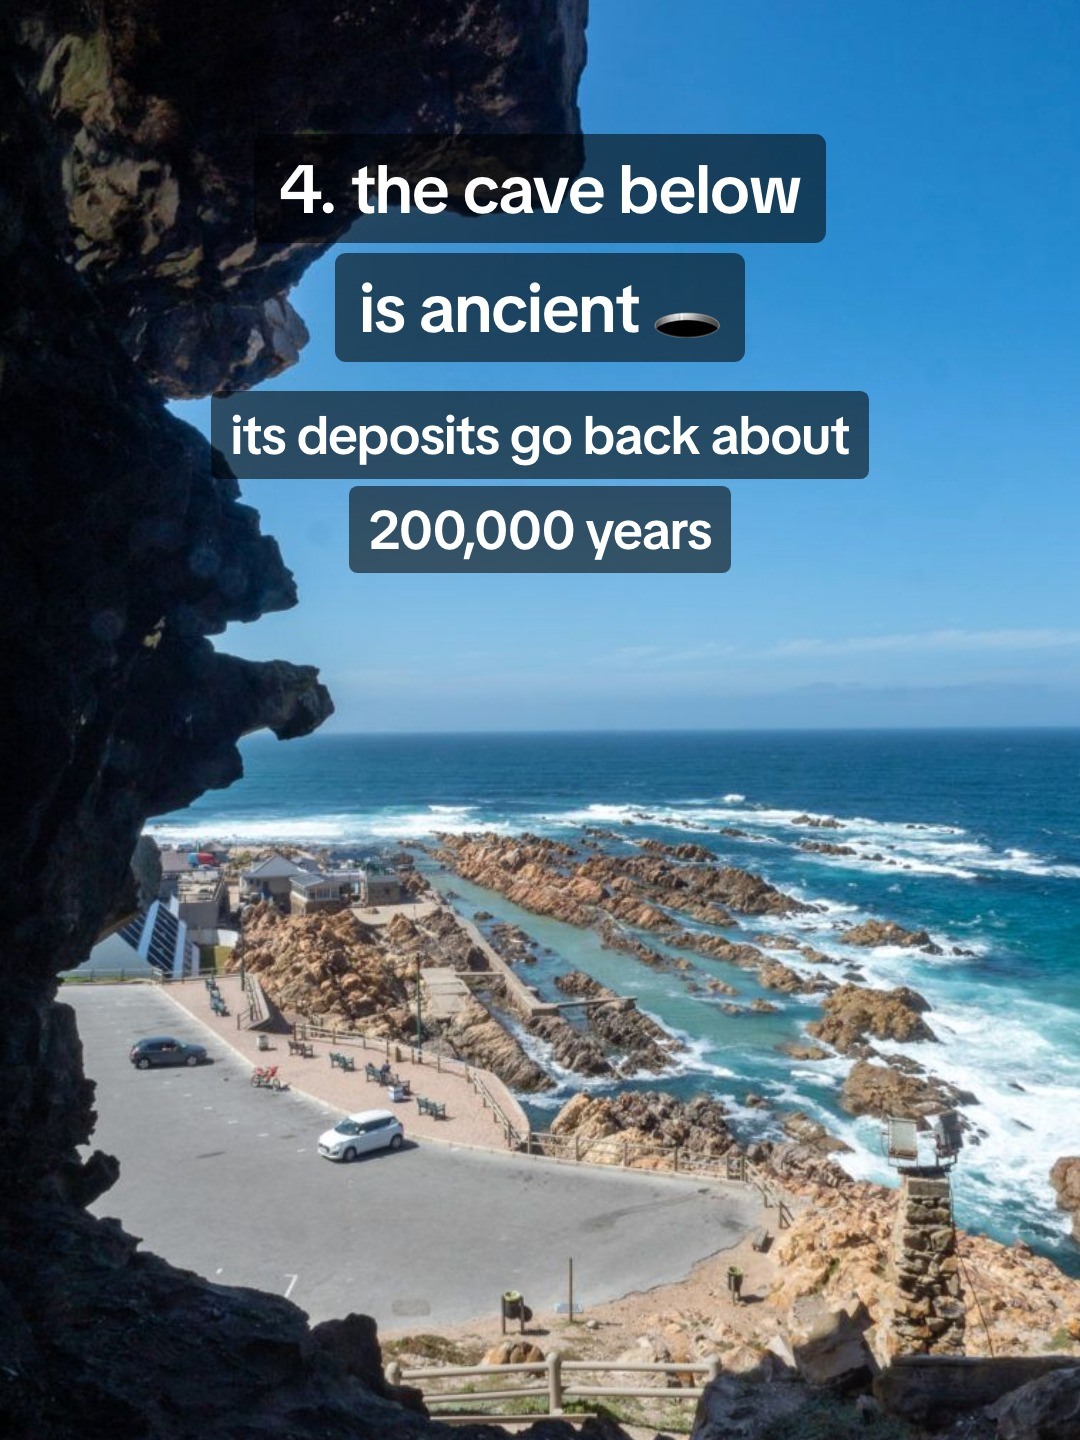 4. the cave below
is ancient 🕳️
its deposits go back about
200,000 years